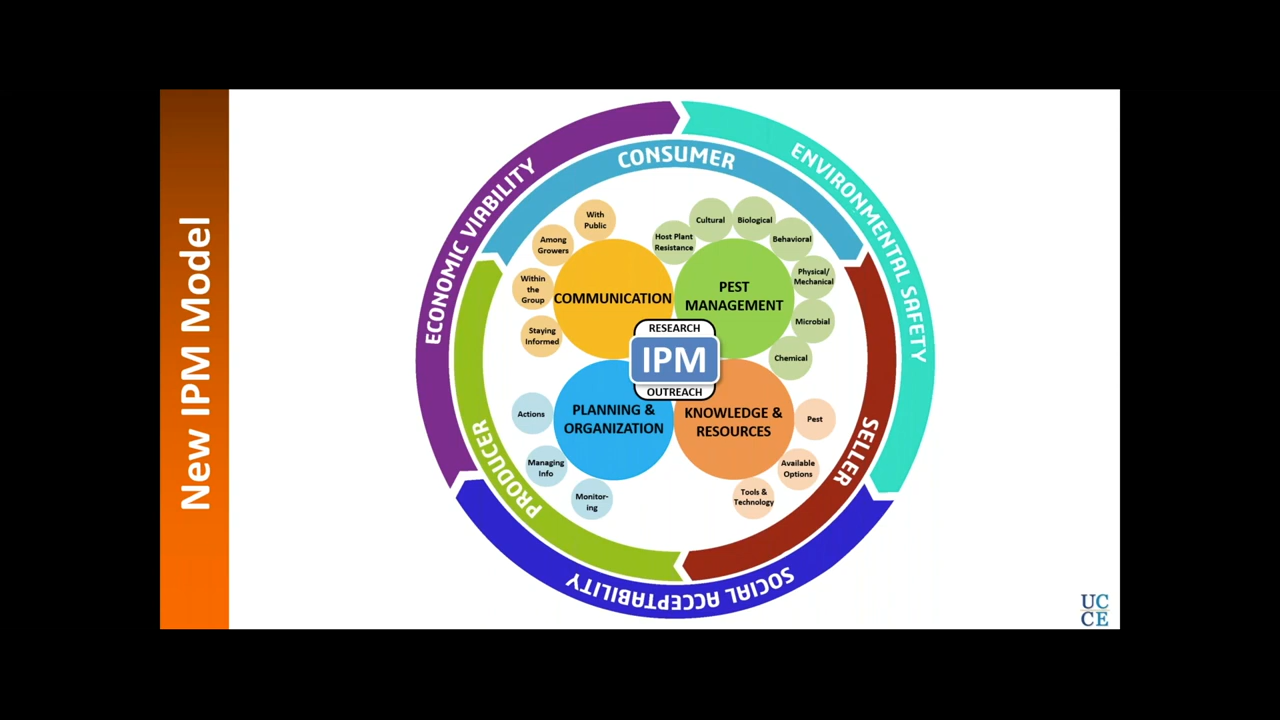 New IPM Model
ECONOMIC VIABILITY
ENVIRONMENTAL SAFETY
SOCIAL ACCEPTABILITY
CONSUMER
SELLER
PRODUCER
With
Public
Among
Growers
Within
the
Group
Staying
Informed
COMMUNICATION
Host Plant
Resistance
Cultural
Biological
Behavioral
Physical/
Mechanical
Microbial
Chemical
PEST
MANAGEMENT
RESEARCH
IPM
OUTREACH
PLANNING &
ORGANIZATION
Actions
Managing
Info
Monitor-
ing
KNOWLEDGE &
RESOURCES
Pest
Available
Options
Tools &
Technology
UC
CE